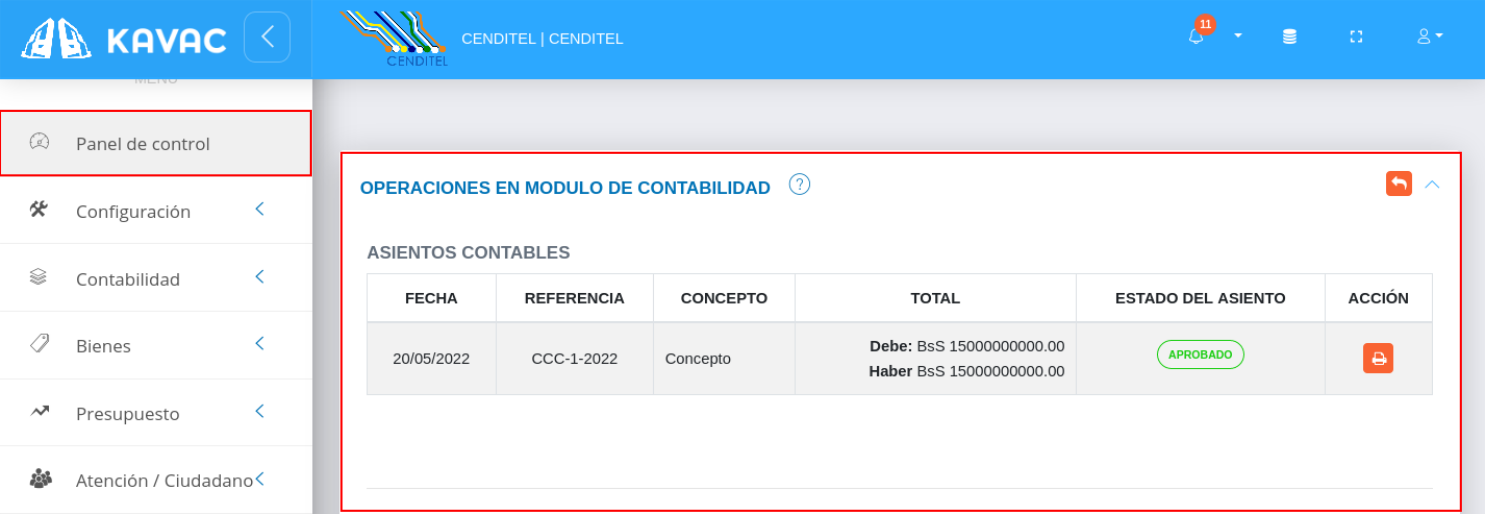 KAVAC
CENDITEL
CENDITEL | CENDITEL
11
MENÚ
Panel de control
Configuración
Contabilidad
Bienes
Presupuesto
Atención / Ciudadano
OPERACIONES EN MODULO DE CONTABILIDAD ?
ASIENTOS CONTABLES
FECHA REFERENCIA CONCEPTO TOTAL ESTADO DEL ASIENTO ACCIÓN
20/05/2022 CCC-1-2022 Concepto Debe: BsS 15000000000.00 APROBADO
Haber BsS 15000000000.00